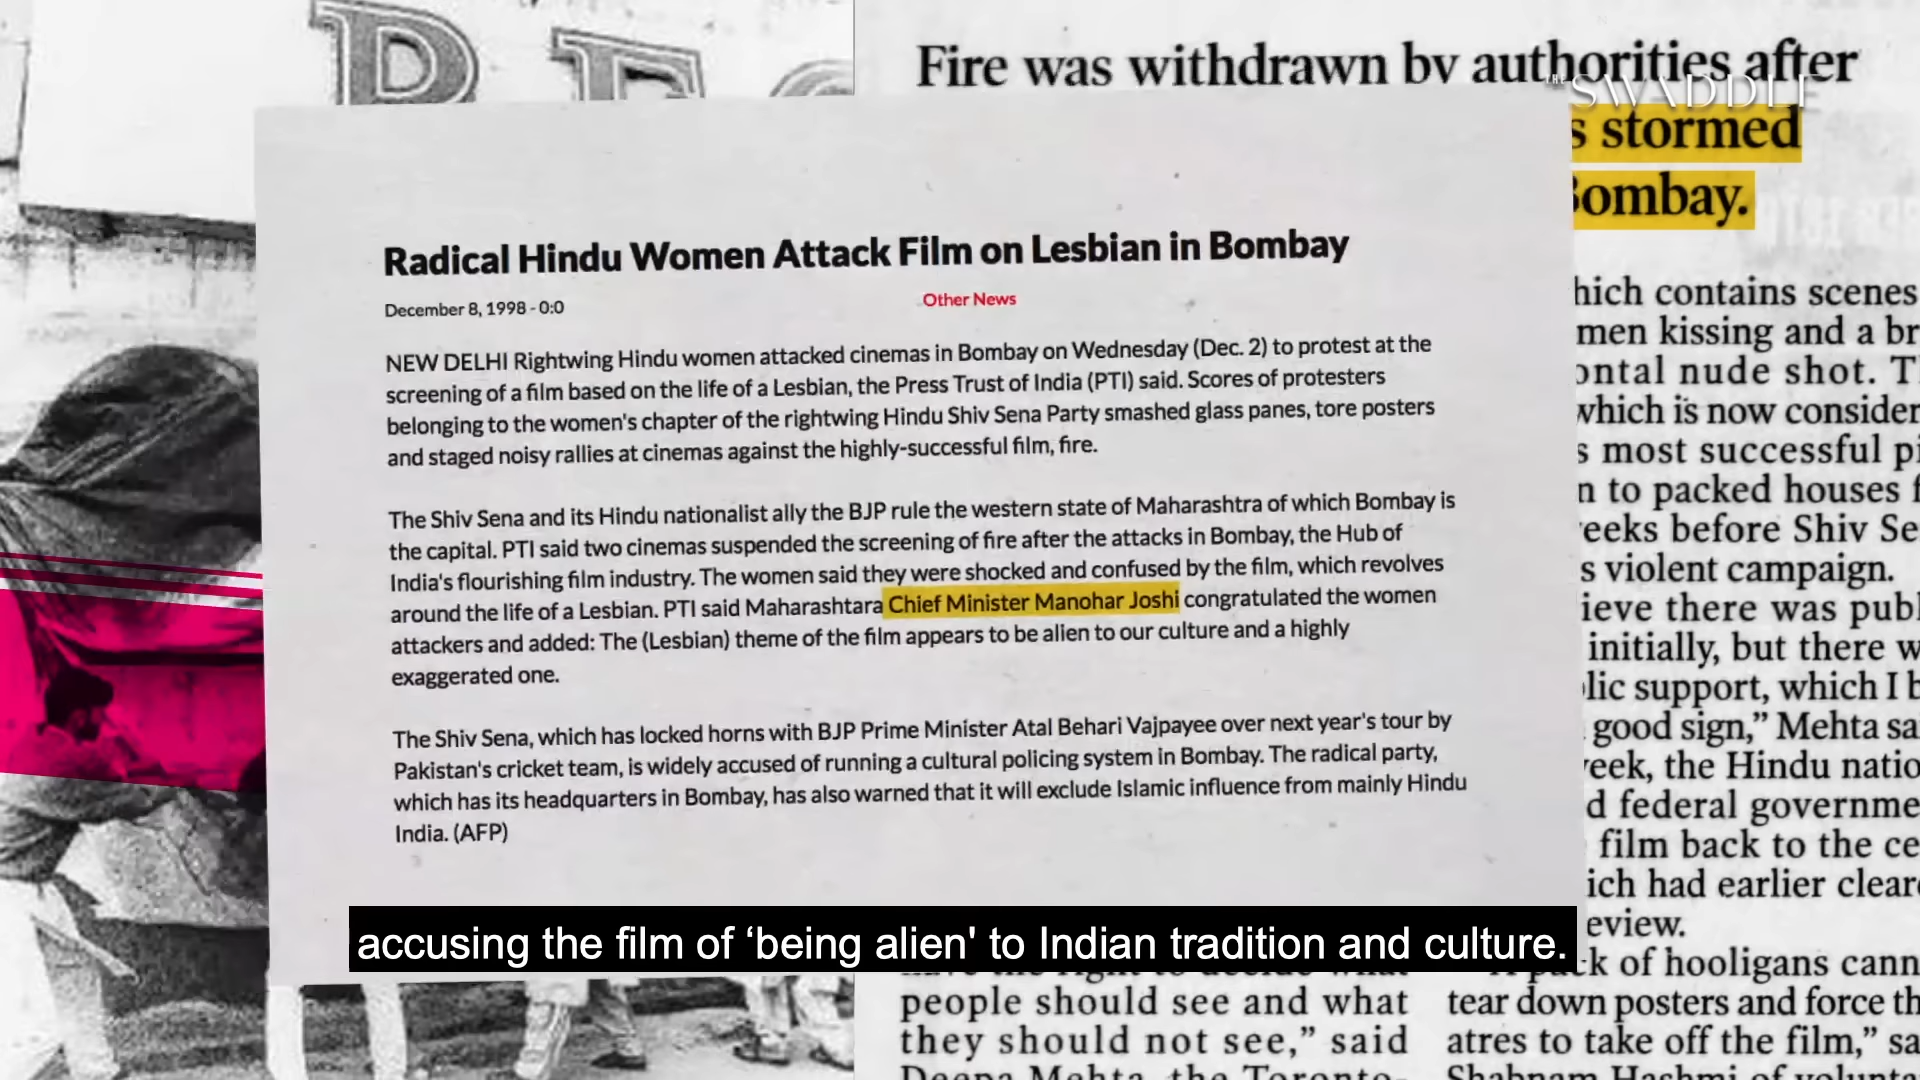 Fire was withdrawn by authorities after
THE SWADDLE
s stormed
Bombay.
Radical Hindu Women Attack Film on Lesbian in Bombay
December 8, 1998 - 0:0
Other News
NEW DELHI Rightwing Hindu women attacked cinemas in Bombay on Wednesday (Dec. 2) to protest at the
screening of a film based on the life of a Lesbian, the Press Trust of India (PTI) said. Scores of protesters
belonging to the women's chapter of the rightwing Hindu Shiv Sena Party smashed glass panes, tore posters
and staged noisy rallies at cinemas against the highly-successful film, fire.
The Shiv Sena and its Hindu nationalist ally the BJP rule the western state of Maharashtra of which Bombay is
the capital. PTI said two cinemas suspended the screening of fire after the attacks in Bombay, the Hub of
India's flourishing film industry. The women said they were shocked and confused by the film, which revolves
around the life of a Lesbian. PTI said Maharashtara Chief Minister Manohar Joshi congratulated the women
attackers and added: The (Lesbian) theme of the film appears to be alien to our culture and a highly
exaggerated one.
The Shiv Sena, which has locked horns with BJP Prime Minister Atal Behari Vajpayee over next year's tour by
Pakistan's cricket team, is widely accused of running a cultural policing system in Bombay. The radical party,
which has its headquarters in Bombay, has also warned that it will exclude Islamic influence from mainly Hindu
India. (AFP)
hich contains scenes
men kissing and a br
ontal nude shot. T
which is now consider
s most successful pi
n to packed houses f
eeks before Shiv Se
s violent campaign.
ieve there was publ
initially, but there w
lic support, which I b
good sign,” Mehta sa
eek, the Hindu natio
d federal governme
film back to the ce
ich had earlier clear
eview.
accusing the film of ‘being alien' to Indian tradition and culture.
k of hooligans cann
people should see and what
they should not see,” said
Deepa Mehta, the Toronto-
tear down posters and force th
atres to take off the film,” sa
Shabnam Hashmi of